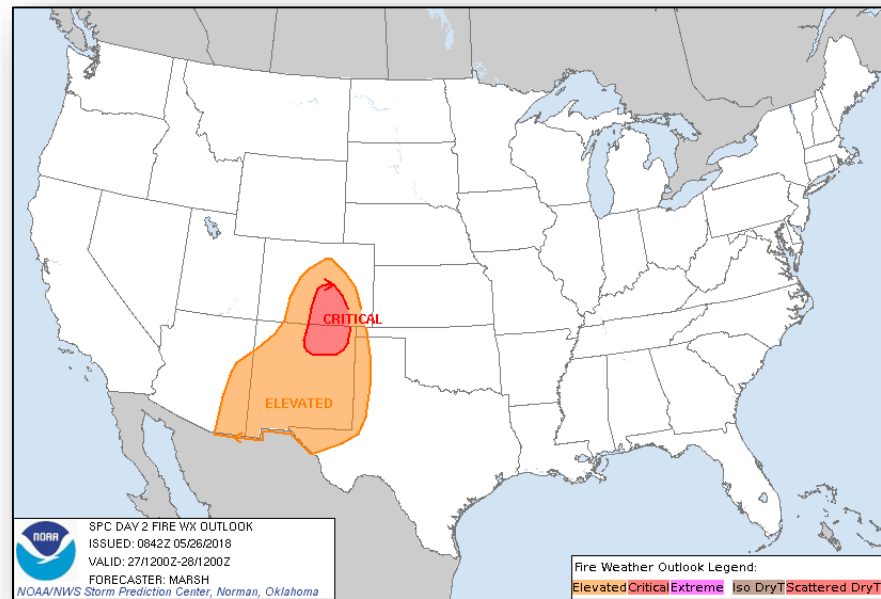 CRITICAL
ELEVATED
NOAA
SPC DAY 2 FIRE WX OUTLOOK
ISSUED: 0842Z 05/26/2018
VALID: 27/1200Z-28/1200Z
FORECASTER: MARSH
NOAA/NWS Storm Prediction Center, Norman, Oklahoma
Fire Weather Outlook Legend:
Elevated Critical Extreme Iso DryT Scattered DryT